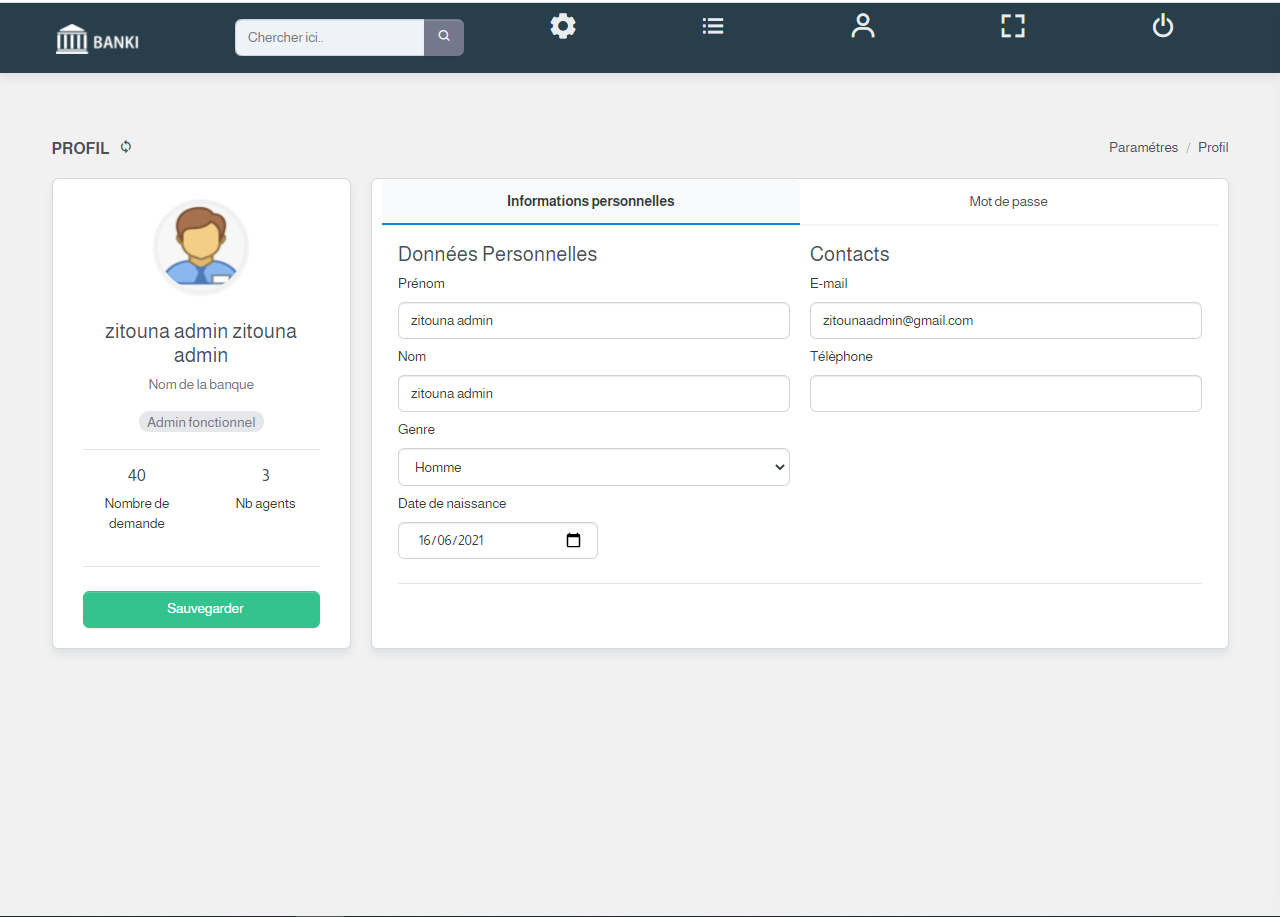 BANKI
Chercher ici..
PROFIL
Paramétres / Profil
zitouna admin zitouna
admin
Nom de la banque
Admin fonctionnel
40
Nombre de
demande
3
Nb agents
Sauvegarder
Informations personnelles
Mot de passe
Données Personnelles
Prénom
zitouna admin
Nom
zitouna admin
Genre
Homme
Date de naissance
16/06/2021
Contacts
E-mail
zitounaadmin@gmail.com
Télèphone